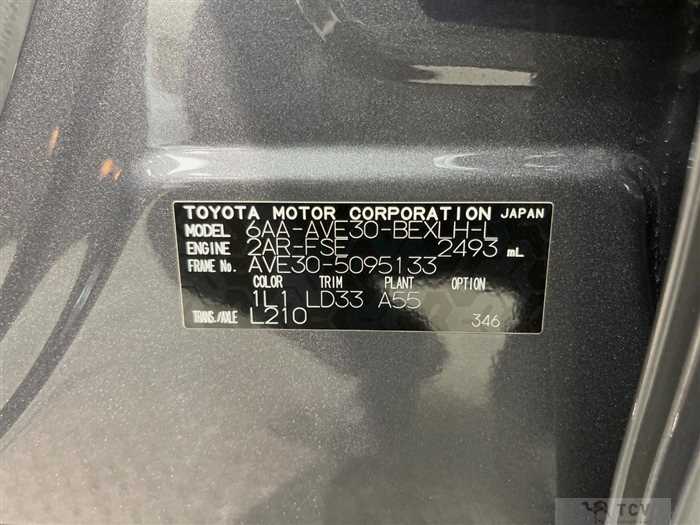 TOYOTA MOTOR CORPORATION JAPAN
MODEL 6AA-AVE30-BEXLH-L
ENGINE 2AR-FSE 2493 mL
FRAME No. AVE30-5095133
COLOR TRIM PLANT OPTION
1L1 LD33 A55
TRANS./AXLE L210 346
TCV